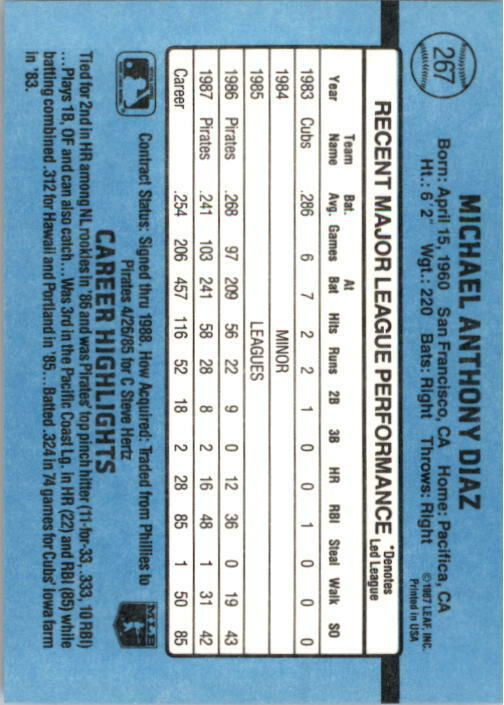 267
MICHAEL ANTHONY DIAZ
Born: April 15, 1960 San Francisco, CA Home: Pacifica, CA
Ht.: 6' 2" Wgt.: 220 Bats: Right Throws: Right
©1987 LEAF, INC.
Printed in USA
RECENT MAJOR LEAGUE PERFORMANCE *Denotes Led League
Year Team Name Bat. Avg. Games At Bat Hits Runs 2B 3B HR RBI Steal Walk SO
1983 Cubs .286 6 7 2 2 1 0 0 1 0 0 0
1984 MINOR
1985 LEAGUES
1986 Pirates .268 97 209 56 22 9 0 12 36 0 19 43
1987 Pirates .241 103 241 58 28 8 2 16 48 1 31 42
Career .254 206 457 116 52 18 2 28 85 1 50 85
Contract Status: Signed thru 1988. How Acquired: Traded from Phillies to
Pirates 4/26/85 for C Steve Hertz
MLB
CAREER HIGHLIGHTS
Tied for 2nd in HR among NL rookies in '86 and was Pirates' top pinch hitter (11-for-33, .333, 10 RBI)
...Plays 1B, OF and can also catch...Was 3rd in the Pacific Coast Lg. in HR (22) and RBI (85) while
batting combined .312 for Hawaii and Portland in '85...Batted .324 in 74 games for Cubs' Iowa farm
in '83.